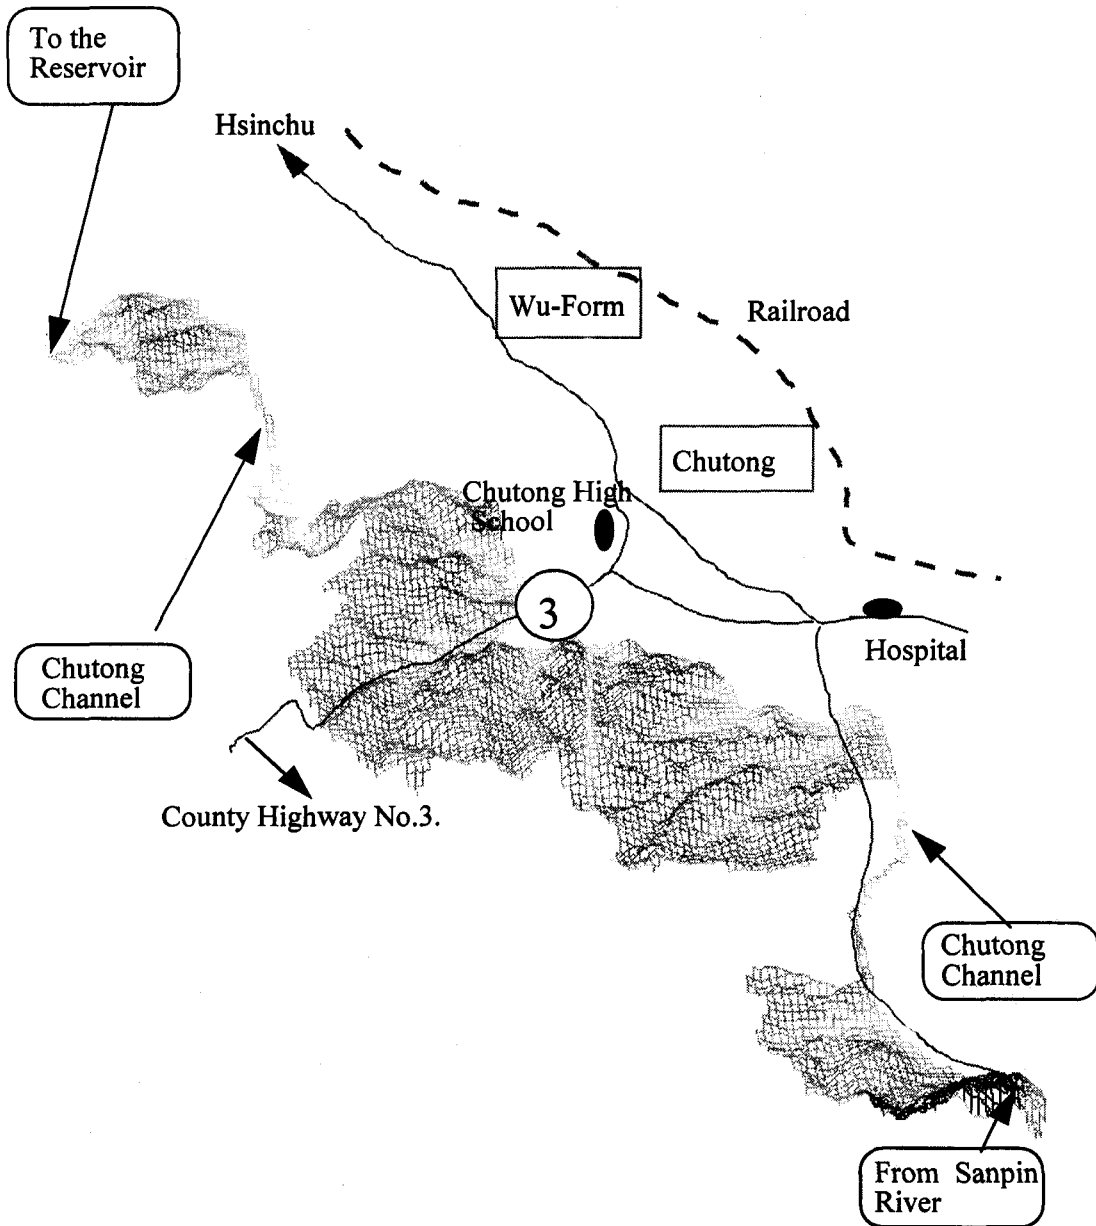 To the
Reservoir
Hsinchu
Wu-Form
Railroad
Chutong
Chutong High
School
3
Hospital
Chutong
Channel
County Highway No.3.
Chutong
Channel
From Sanpin
River